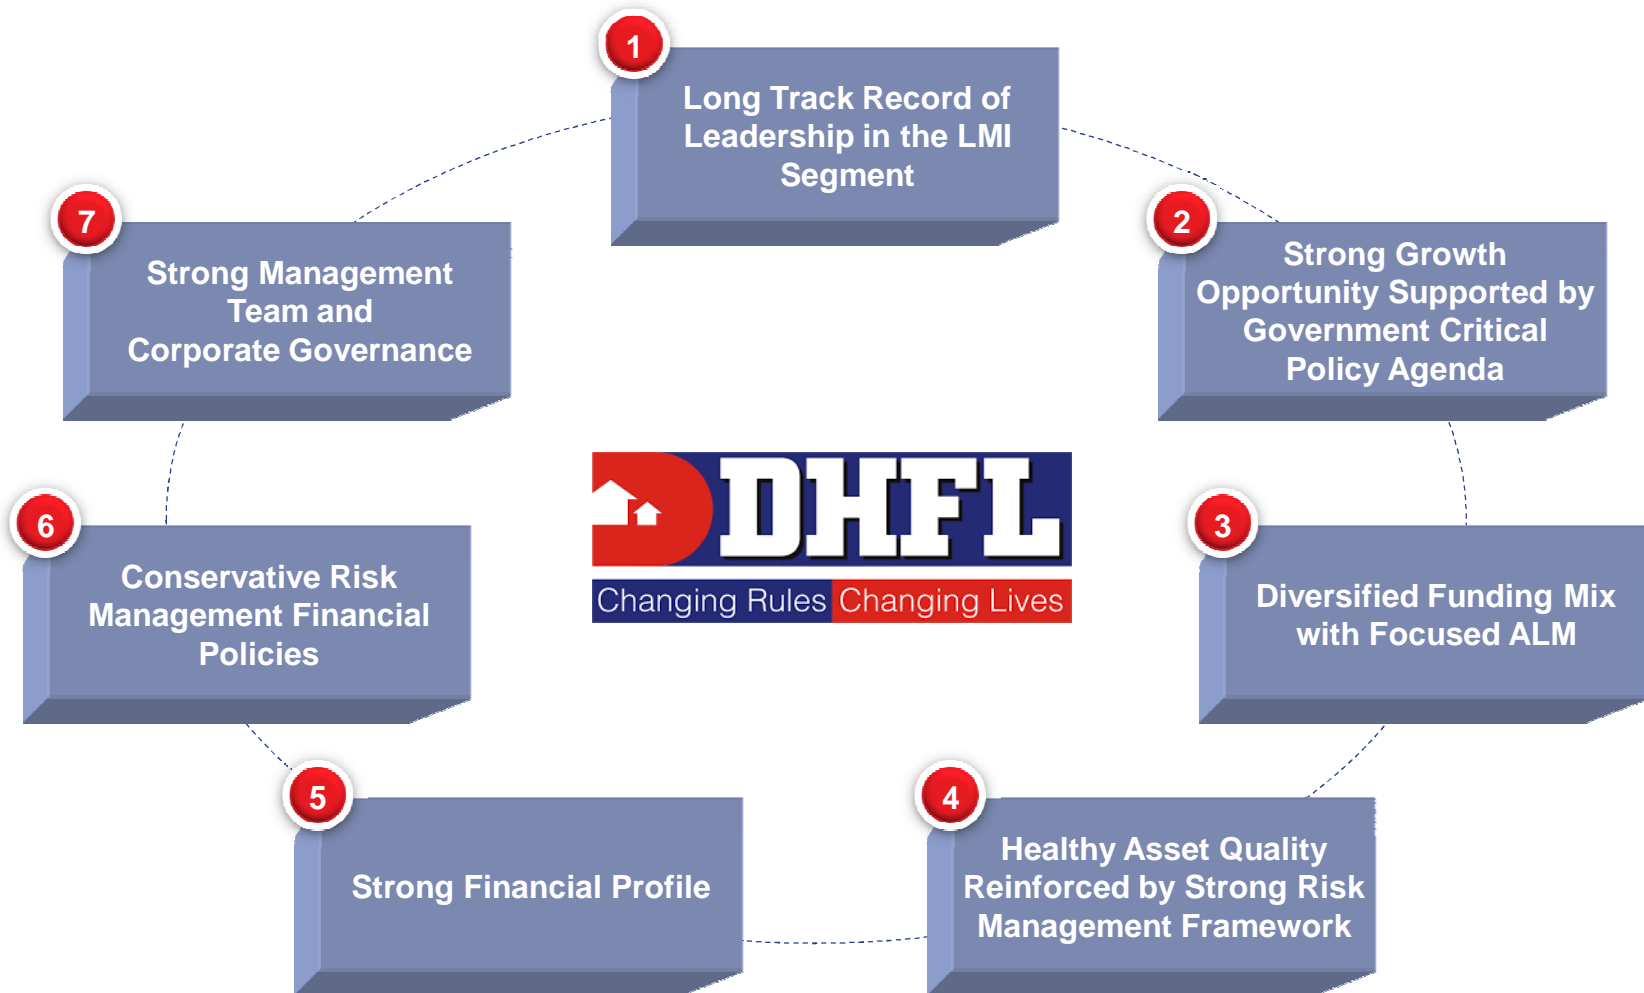 1
Long Track Record of
Leadership in the LMI
Segment
2
Strong Growth
Opportunity Supported by
Government Critical
Policy Agenda
3
Diversified Funding Mix
with Focused ALM
4
Healthy Asset Quality
Reinforced by Strong Risk
Management Framework
5
Strong Financial Profile
6
Conservative Risk
Management Financial
Policies
7
Strong Management
Team and
Corporate Governance
DHFL
Changing Rules Changing Lives